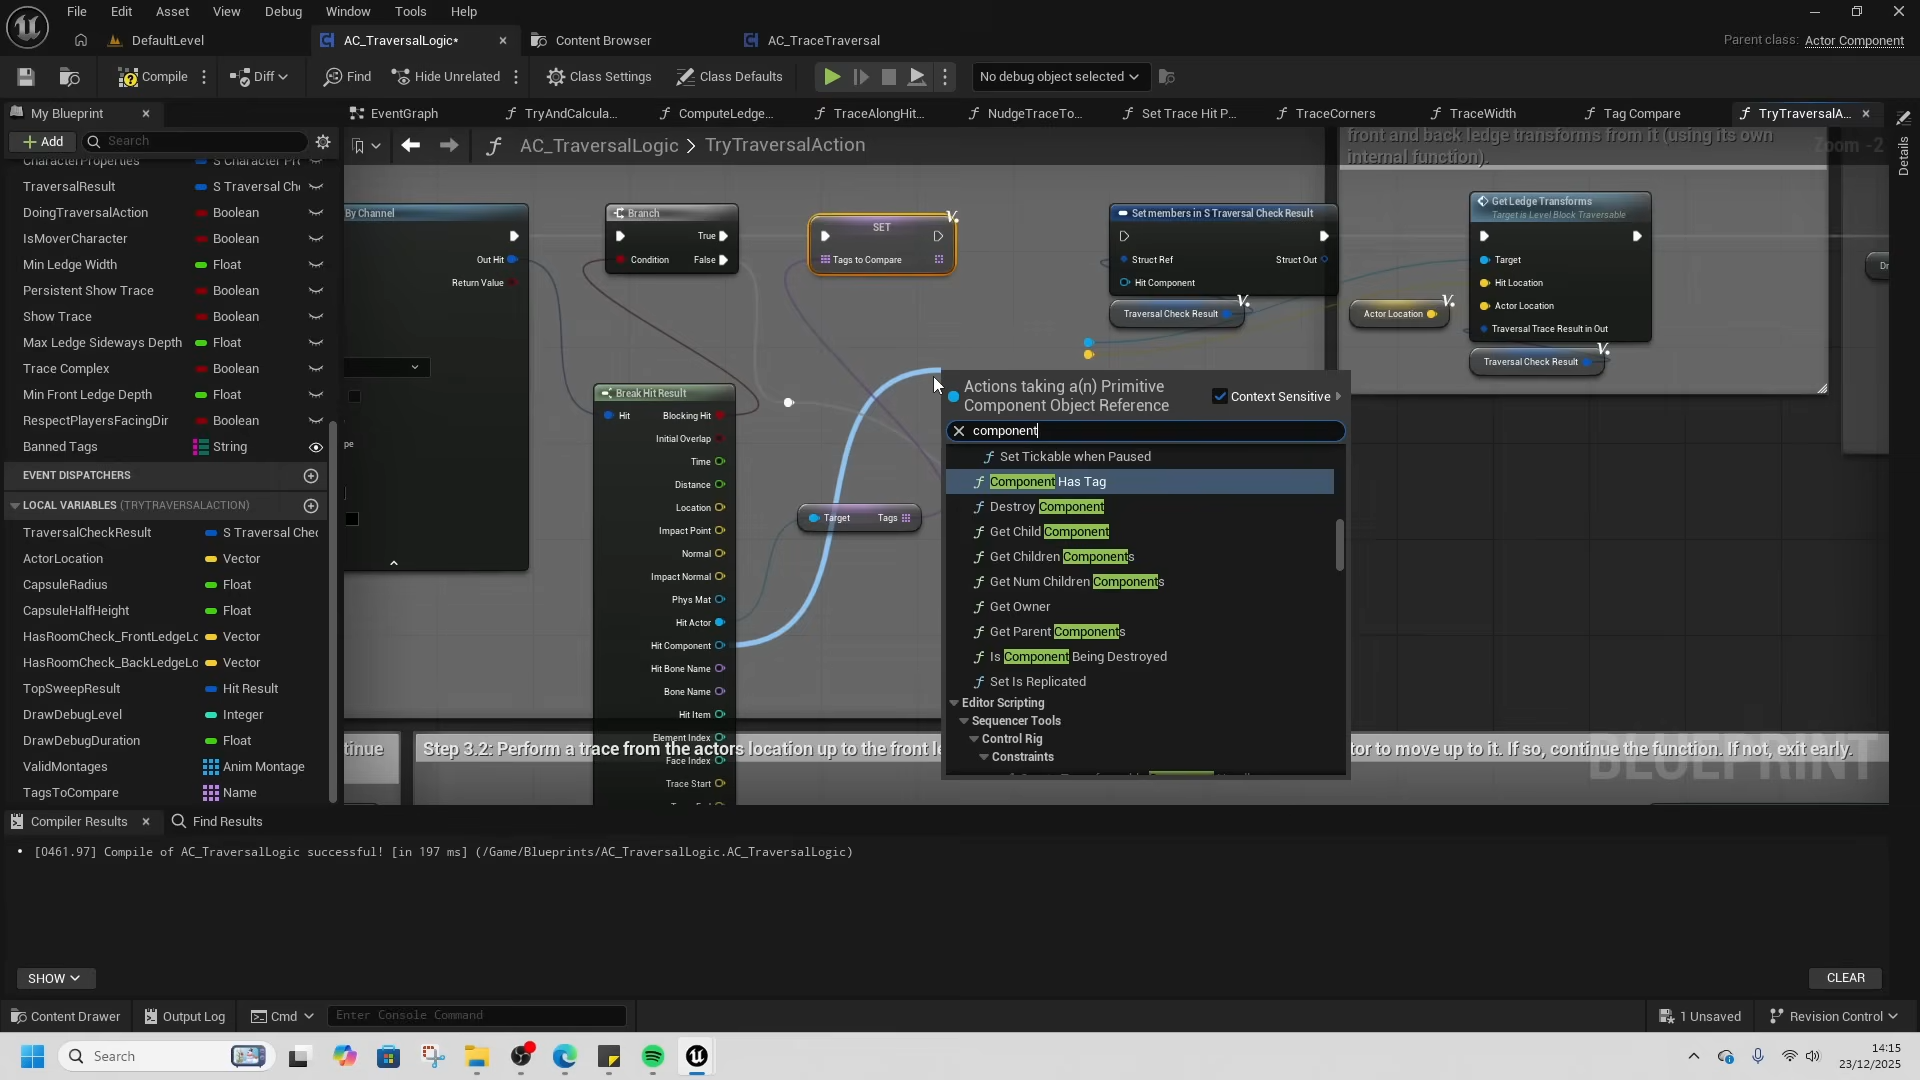 File Edit Asset View Debug Window Tools Help
DefaultLevel AC_TraversalLogic* Content Browser AC_TraceTraversal Parent class: Actor Component
Compile Diff Find Hide Unrelated Class Settings Class Defaults No debug object selected
My Blueprint EventGraph TryAndCalcula... ComputeLedge... TraceAlongHit... NudgeTraceTo... Set Trace Hit P... TraceCorners TraceWidth Tag Compare TryTraversalA...
Add Search
AC_TraversalLogic > TryTraversalAction
Zoom -2
Details
front and back ledge transforms from it (using its own
internal function).
CharacterProperties S Character Pr
TraversalResult S Traversal Che
DoingTraversalAction Boolean
IsMoverCharacter Boolean
Min Ledge Width Float
Persistent Show Trace Boolean
Show Trace Boolean
Max Ledge Sideways Depth Float
Trace Complex Boolean
Min Front Ledge Depth Float
RespectPlayersFacingDir Boolean
Banned Tags String
EVENT DISPATCHERS
LOCAL VARIABLES (TRYTRAVERSALACTION)
TraversalCheckResult S Traversal Chec
ActorLocation Vector
CapsuleRadius Float
CapsuleHalfHeight Float
HasRoomCheck_FrontLedgeLo Vector
HasRoomCheck_BackLedgeLo Vector
TopSweepResult Hit Result
DrawDebugLevel Integer
DrawDebugDuration Float
ValidMontages Anim Montage
TagsToCompare Name
By Channel
Out Hit
Return Value
Branch
True
Condition False
SET
Tags to Compare
Set members in S Traversal Check Result
Struct Ref Struct Out
Hit Component
Traversal Check Result
Actor Location
Get Ledge Transforms
Target is Level Block Traversable
Target
Hit Location
Actor Location
Traversal Trace Result in Out
Traversal Check Result
Break Hit Result
Hit Blocking Hit
Initial Overlap
Time
Distance
Location
Impact Point
Normal
Impact Normal
Phys Mat
Hit Actor
Hit Component
Hit Bone Name
Bone Name
Hit Item
Element Index
Face Index
Trace Start
Target Tags
Actions taking a(n) Primitive
Component Object Reference
Context Sensitive
component
Set Tickable when Paused
Component Has Tag
Destroy Component
Get Child Component
Get Children Components
Get Num Children Components
Get Owner
Get Parent Components
Is Component Being Destroyed
Set Is Replicated
Editor Scripting
Sequencer Tools
Control Rig
Constraints
tinue
Step 3.2: Perform a trace from the actors location up to the front le
tor to move up to it. If so, continue the function. If not, exit early.
BLUEPRINT
Compiler Results Find Results
• [0461.97] Compile of AC_TraversalLogic successful! [in 197 ms] (/Game/Blueprints/AC_TraversalLogic.AC_TraversalLogic)
SHOW CLEAR
Content Drawer Output Log Cmd Enter Console Command 1 Unsaved Revision Control
Search
14:15
23/12/2025